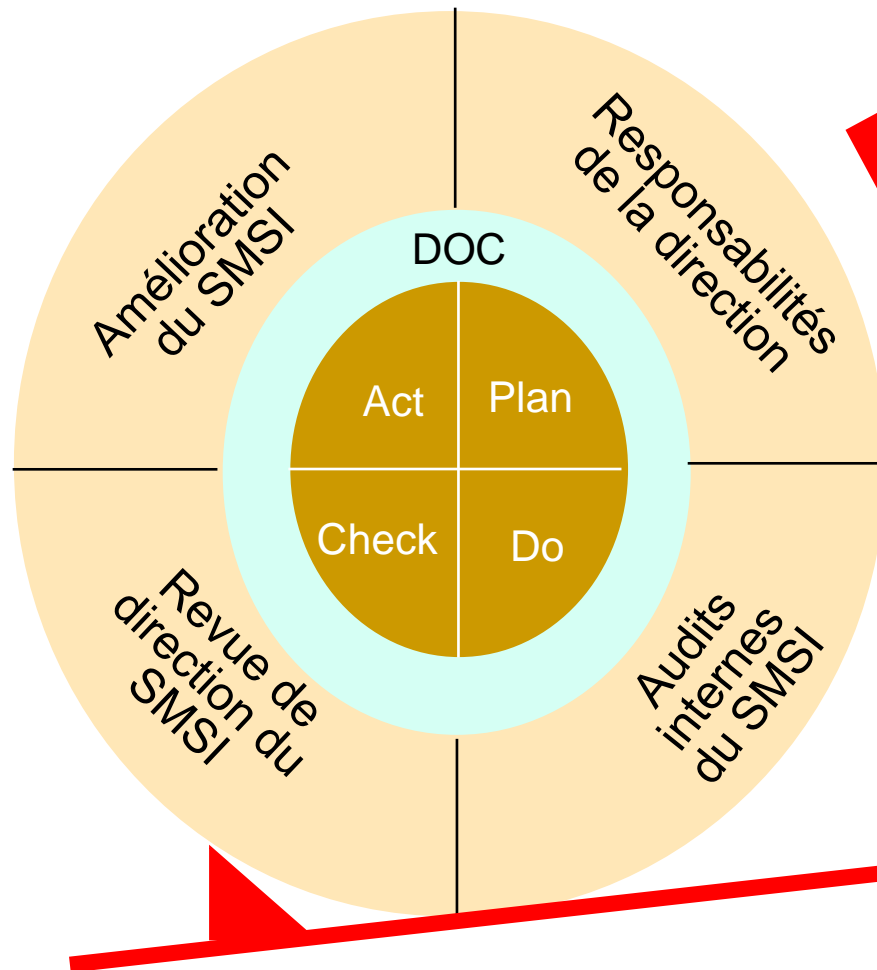 Amélioration
du SMSI
Responsabilités
de la direction
DOC
Act
Plan
Check
Do
Revue de
direction du
SMSI
Audits
internes
du SMSI